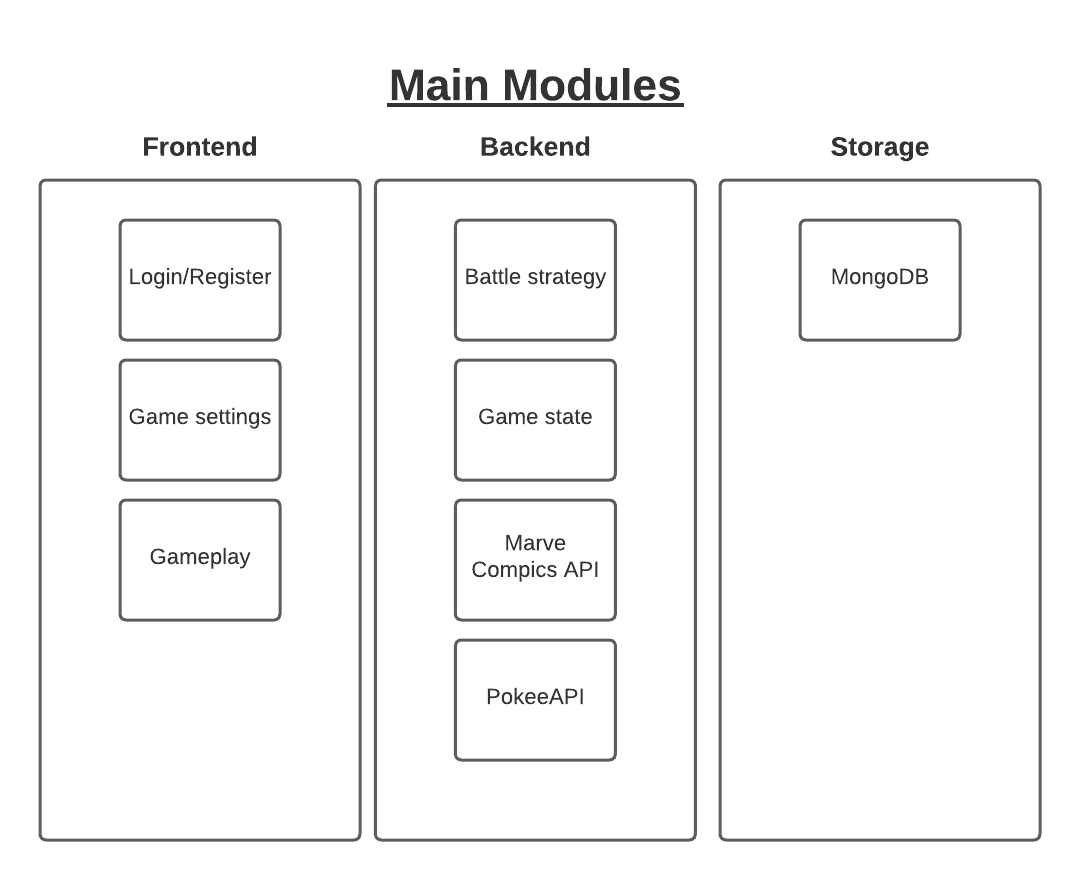 Main Modules
Frontend
Backend
Storage
Login/Register
Game settings
Gameplay
Battle strategy
Game state
Marve
Compics API
PokeeAPI
MongoDB